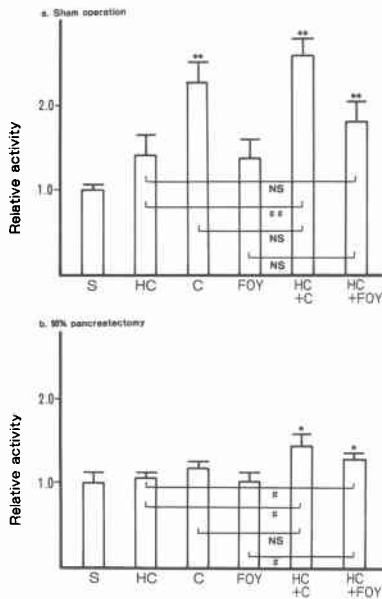 a. Sham operation
Relative activity
2.0
1.0
**
**
**
NS
##
NS
NS
S HC C FOY HC +C HC +FOY
b. 90% pancreatectomy
Relative activity
2.0
1.0
*
*
#
#
NS
#
S HC C FOY HC +C HC +FOY